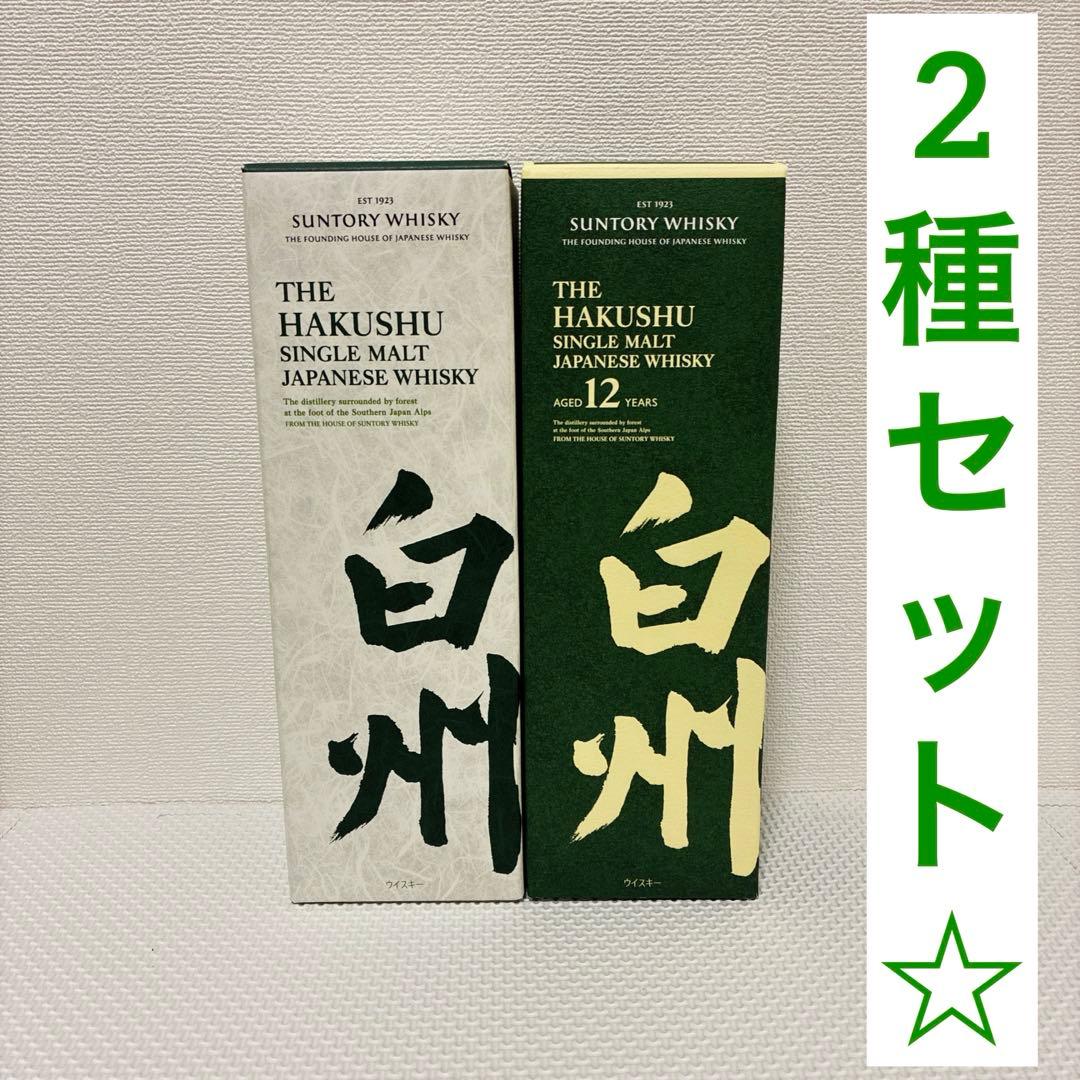 EST 1923
SUNTORY WHISKY
THE FOUNDING HOUSE OF JAPANESE WHISKY
THE
HAKUSHU
SINGLE MALT
JAPANESE WHISKY
The distillery surrounded by forest
at the foot of the Southern Japan Alps
FROM THE HOUSE OF SUNTORY WHISKY
白州
ウイスキー
EST 1923
SUNTORY WHISKY
THE FOUNDING HOUSE OF JAPANESE WHISKY
THE
HAKUSHU
SINGLE MALT
JAPANESE WHISKY
AGED 12 YEARS
The distillery surrounded by forest
at the foot of the Southern Japan Alps
FROM THE HOUSE OF SUNTORY WHISKY
白州
ウイスキー
2種セット☆